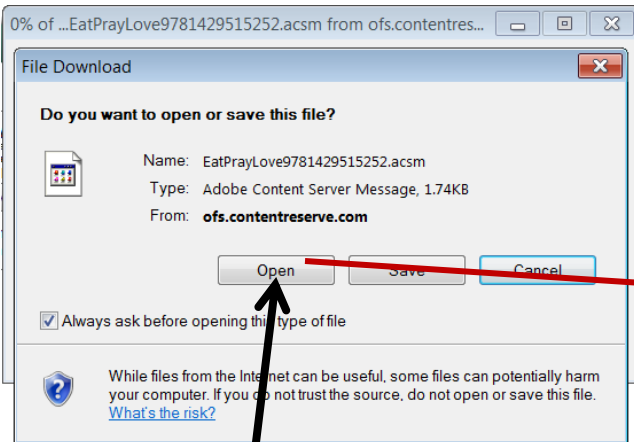 0% of ...EatPrayLove9781429515252.acsm from ofs.contentres...
File Download
Do you want to open or save this file?
Name: EatPrayLove9781429515252.acsm
Type: Adobe Content Server Message, 1.74KB
From: ofs.contentreserve.com
Open Save Cancel
Always ask before opening this type of file
While files from the Internet can be useful, some files can potentially harm
your computer. If you do not trust the source, do not open or save this file.
What's the risk?